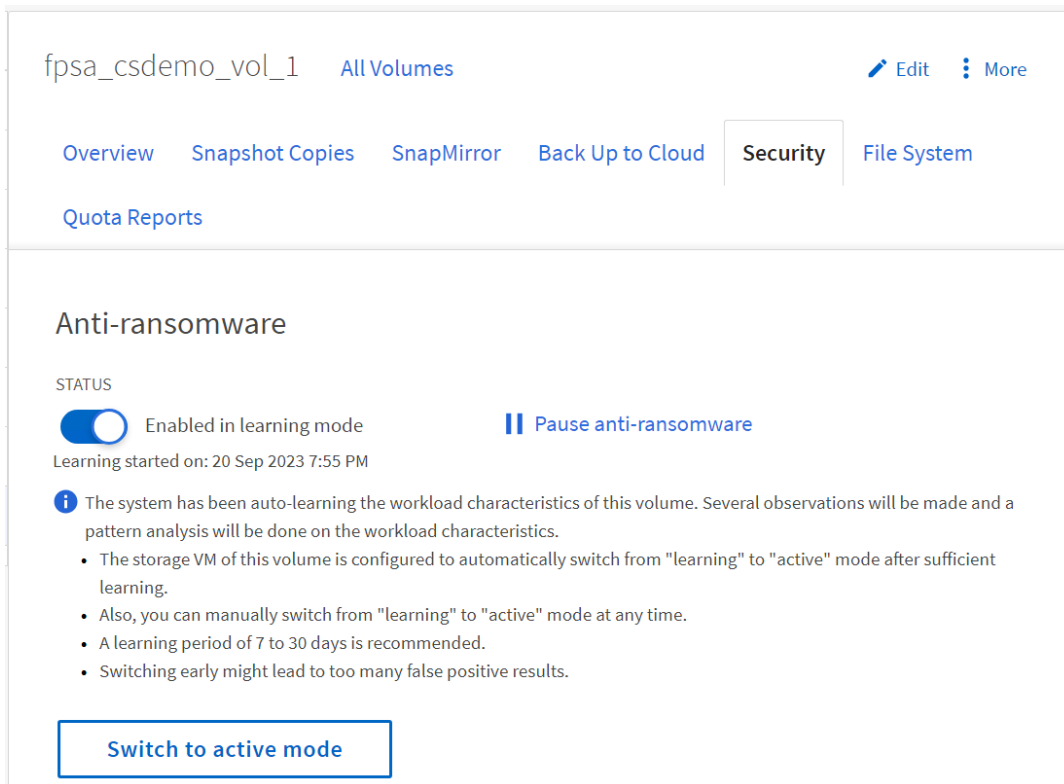 fpsa_csdemo_vol_1 All Volumes Edit More
Overview Snapshot Copies SnapMirror Back Up to Cloud Security File System
Quota Reports
Anti-ransomware
STATUS
Enabled in learning mode Pause anti-ransomware
Learning started on: 20 Sep 2023 7:55 PM
The system has been auto-learning the workload characteristics of this volume. Several observations will be made and a
pattern analysis will be done on the workload characteristics.
• The storage VM of this volume is configured to automatically switch from "learning" to "active" mode after sufficient
learning.
• Also, you can manually switch from "learning" to "active" mode at any time.
• A learning period of 7 to 30 days is recommended.
• Switching early might lead to too many false positive results.
Switch to active mode